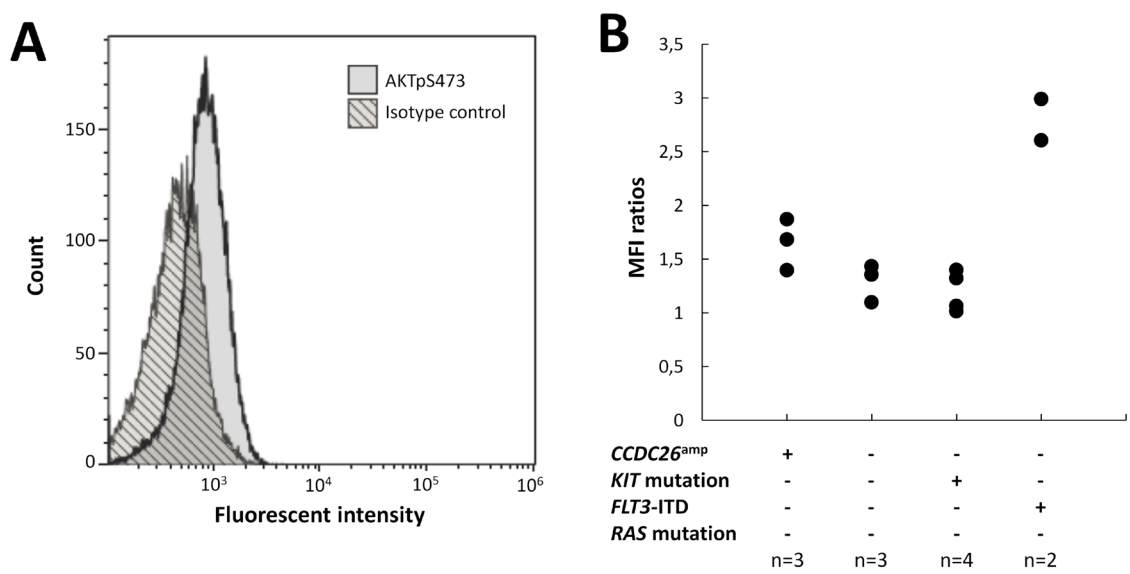 A
AKTpS473
Isotype control
150
100
50
0
Count
10³
10⁴
10⁵
10⁶
Fluorescent intensity
B
3,5
3
2,5
2
1,5
1
0,5
0
MFI ratios
CCDC26ᵃᵐᵖ + - - -
KIT mutation - - + -
FLT3-ITD - - - +
RAS mutation - - - -
n=3 n=3 n=4 n=2